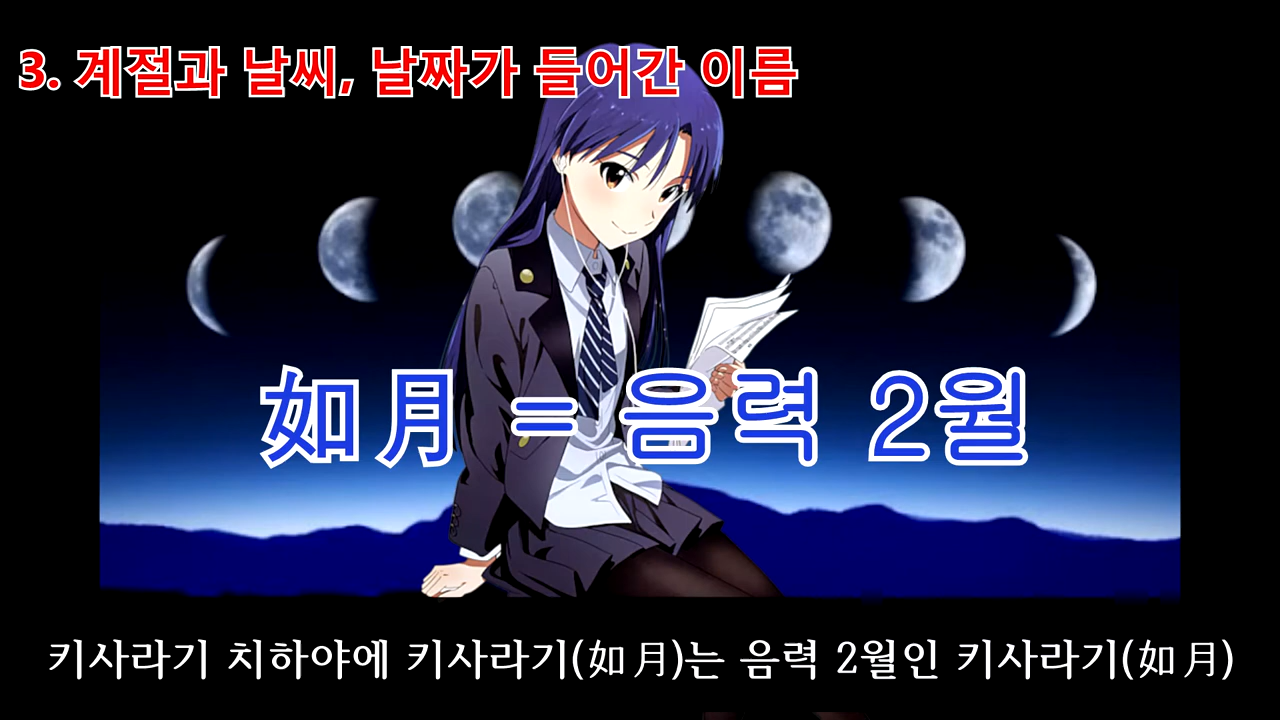 3. 계절과 날씨, 날짜가 들어간 이름
如月 = 음력 2월
키사라기 치하야에 키사라기(如月)는 음력 2월인 키사라기(如月)